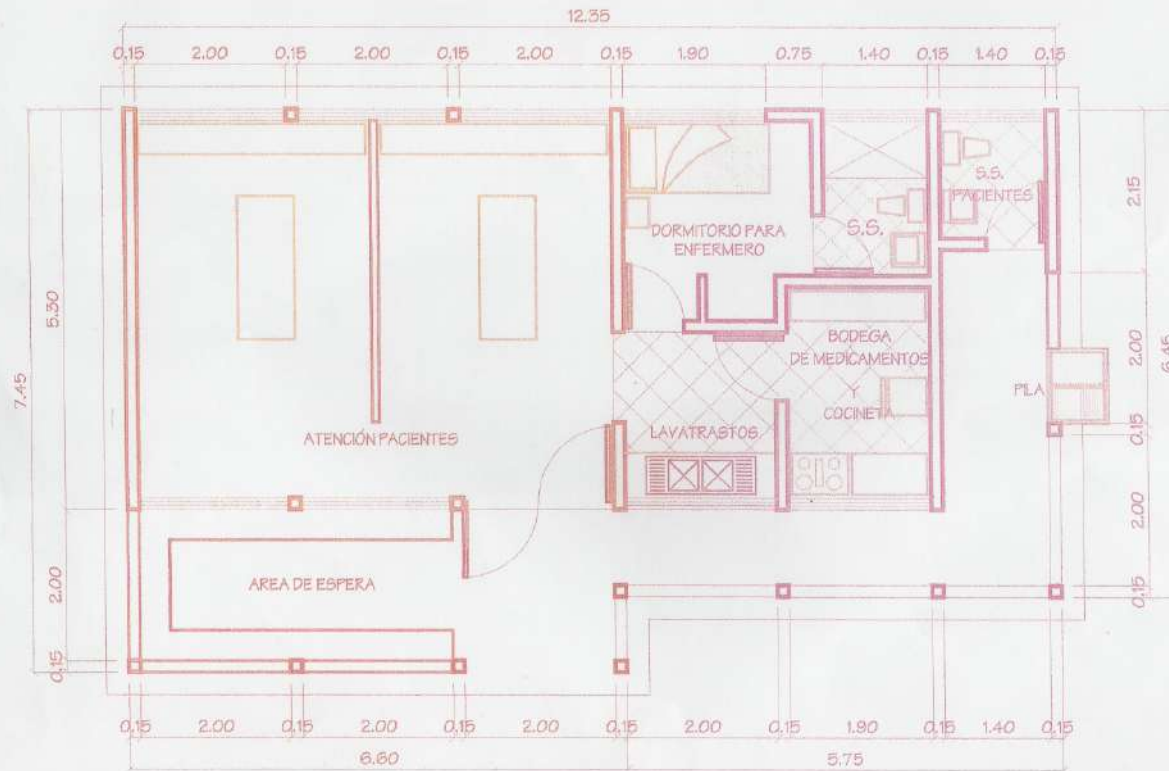 12.35
0.15 2.00 0.15 2.00 0.15 2.00 0.15 1.90 0.75 1.40 0.15 1.40 0.15
S.S.
PACIENTES
2.15
DORMITORIO PARA
ENFERMERO
S.S.
5.30
7.45
BODEGA
DE MEDICAMENTOS
Y
COCINETA
2.00
6.45
PILA
ATENCIÓN PACIENTES
LAVATRASTOS
0.15
2.00
AREA DE ESPERA
2.00
0.15
0.15
0.15 2.00 0.15 2.00 0.15 2.00 0.15 2.00 0.15 1.90 0.15 1.40 0.15
6.60 5.75